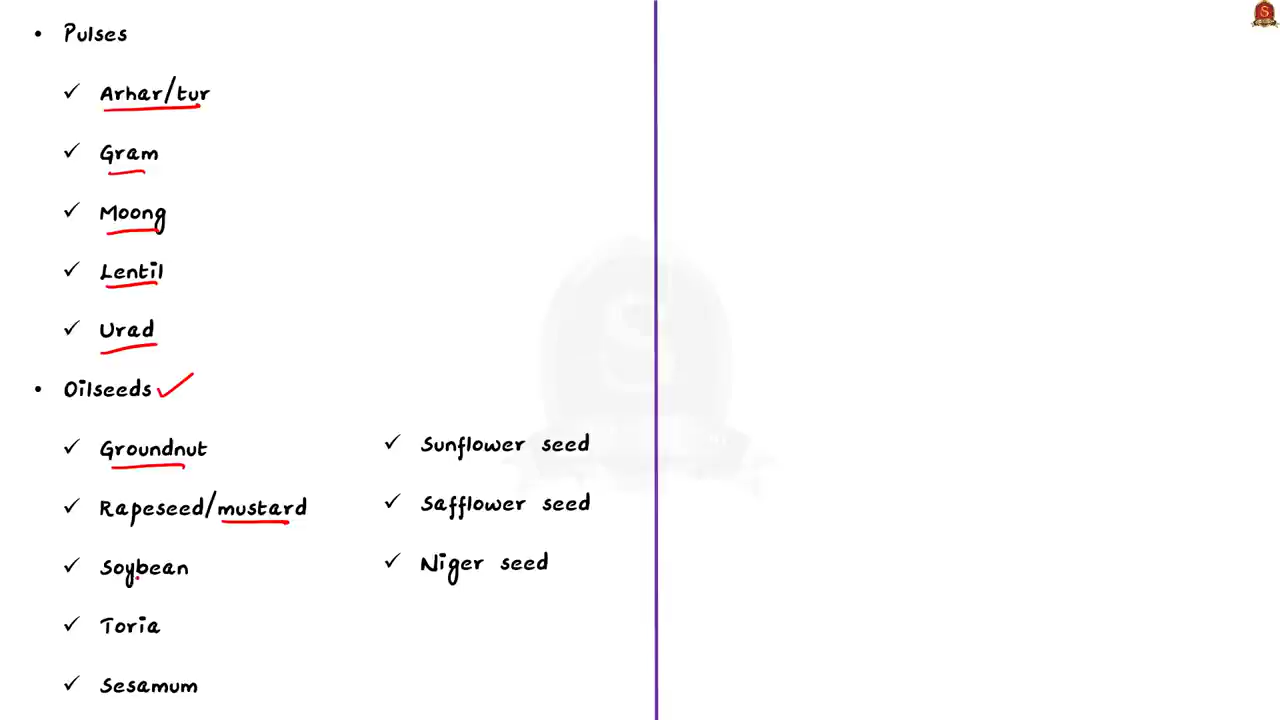 • Pulses
✓ Arhar/tur
✓ Gram
✓ Moong
✓ Lentil
✓ Urad
• Oilseeds
✓ Groundnut
✓ Rapeseed/mustard
✓ Soybean
✓ Toria
✓ Sesamum
✓ Sunflower seed
✓ Safflower seed
✓ Niger seed